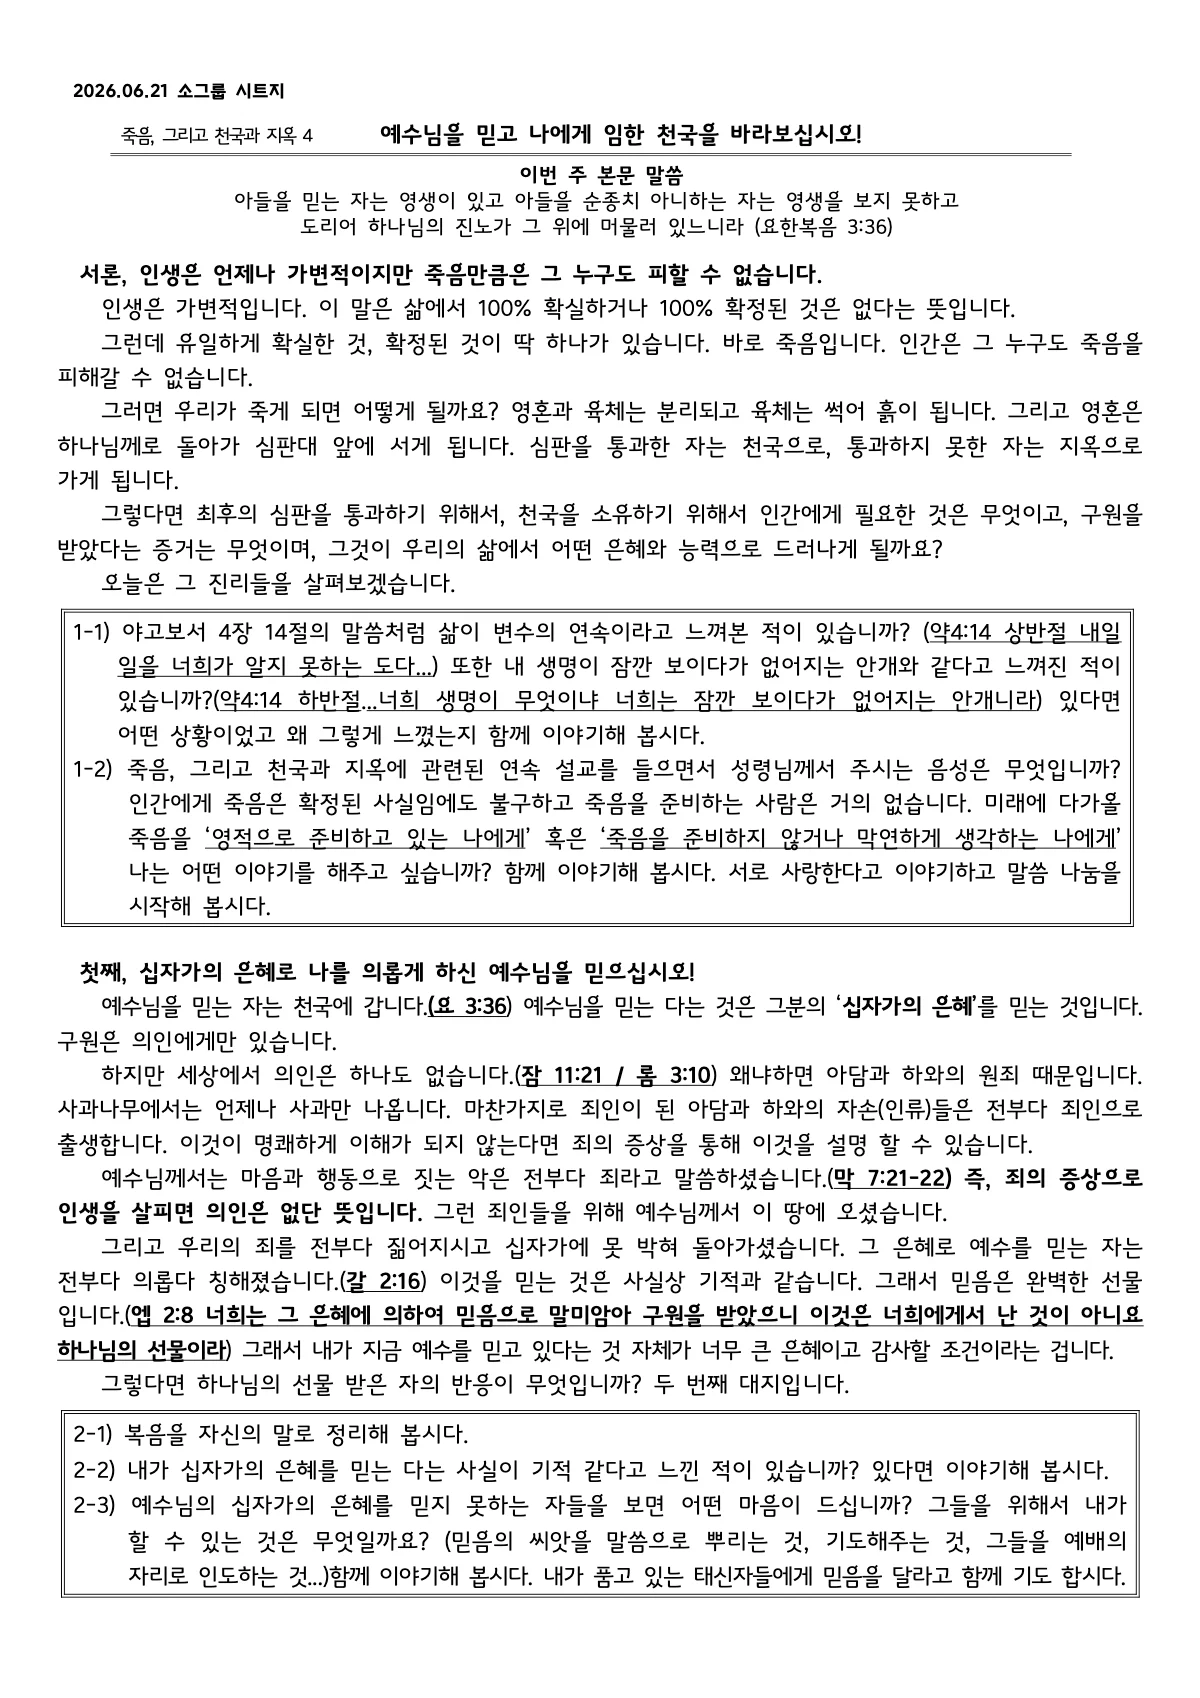 2026.06.21 소그룹 시트지
죽음, 그리고 천국과 지옥 4 예수님을 믿고 나에게 임한 천국을 바라보십시오!
이번 주 본문 말씀
아들을 믿는 자는 영생이 있고 아들을 순종치 아니하는 자는 영생을 보지 못하고
도리어 하나님의 진노가 그 위에 머물러 있느니라 (요한복음 3:36)
서론, 인생은 언제나 가변적이지만 죽음만큼은 그 누구도 피할 수 없습니다.
인생은 가변적입니다. 이 말은 삶에서 100% 확실하거나 100% 확정된 것은 없다는 뜻입니다.
그런데 유일하게 확실한 것, 확정된 것이 딱 하나가 있습니다. 바로 죽음입니다. 인간은 그 누구도 죽음을
피해갈 수 없습니다.
그러면 우리가 죽게 되면 어떻게 될까요? 영혼과 육체는 분리되고 육체는 썩어 흙이 됩니다. 그리고 영혼은
하나님께로 돌아가 심판대 앞에 서게 됩니다. 심판을 통과한 자는 천국으로, 통과하지 못한 자는 지옥으로
가게 됩니다.
그렇다면 최후의 심판을 통과하기 위해서, 천국을 소유하기 위해서 인간에게 필요한 것은 무엇이고, 구원을
받았다는 증거는 무엇이며, 그것이 우리의 삶에서 어떤 은혜와 능력으로 드러나게 될까요?
오늘은 그 진리들을 살펴보겠습니다.
1-1) 야고보서 4장 14절의 말씀처럼 삶이 변수의 연속이라고 느껴본 적이 있습니까? (약4:14 상반절 내일
일을 너희가 알지 못하는 도다...) 또한 내 생명이 잠깐 보이다가 없어지는 안개와 같다고 느껴진 적이
있습니까?(약4:14 하반절...너희 생명이 무엇이냐 너희는 잠깐 보이다가 없어지는 안개니라) 있다면
어떤 상황이었고 왜 그렇게 느꼈는지 함께 이야기해 봅시다.
1-2) 죽음, 그리고 천국과 지옥에 관련된 연속 설교를 들으면서 성령님께서 주시는 음성은 무엇입니까?
인간에게 죽음은 확정된 사실임에도 불구하고 죽음을 준비하는 사람은 거의 없습니다. 미래에 다가올
죽음을 ‘영적으로 준비하고 있는 나에게’ 혹은 ‘죽음을 준비하지 않거나 막연하게 생각하는 나에게’
나는 어떤 이야기를 해주고 싶습니까? 함께 이야기해 봅시다. 서로 사랑한다고 이야기하고 말씀 나눔을
시작해 봅시다.
첫째, 십자가의 은혜로 나를 의롭게 하신 예수님을 믿으십시오!
예수님을 믿는 자는 천국에 갑니다.(요 3:36) 예수님을 믿는 다는 것은 그분의 ‘십자가의 은혜’를 믿는 것입니다.
구원은 의인에게만 있습니다.
하지만 세상에서 의인은 하나도 없습니다.(잠 11:21 / 롬 3:10) 왜냐하면 아담과 하와의 원죄 때문입니다.
사과나무에서는 언제나 사과만 나옵니다. 마찬가지로 죄인이 된 아담과 하와의 자손(인류)들은 전부다 죄인으로
출생합니다. 이것이 명쾌하게 이해가 되지 않는다면 죄의 증상을 통해 이것을 설명 할 수 있습니다.
예수님께서는 마음과 행동으로 짓는 악은 전부다 죄라고 말씀하셨습니다.(막 7:21-22) 즉, 죄의 증상으로
인생을 살피면 의인은 없단 뜻입니다. 그런 죄인들을 위해 예수님께서 이 땅에 오셨습니다.
그리고 우리의 죄를 전부다 짊어지시고 십자가에 못 박혀 돌아가셨습니다. 그 은혜로 예수를 믿는 자는
전부다 의롭다 칭해졌습니다.(갈 2:16) 이것을 믿는 것은 사실상 기적과 같습니다. 그래서 믿음은 완벽한 선물
입니다.(엡 2:8 너희는 그 은혜에 의하여 믿음으로 말미암아 구원을 받았으니 이것은 너희에게서 난 것이 아니요
하나님의 선물이라) 그래서 내가 지금 예수를 믿고 있다는 것 자체가 너무 큰 은혜이고 감사할 조건이라는 겁니다.
그렇다면 하나님의 선물 받은 자의 반응이 무엇입니까? 두 번째 대지입니다.
2-1) 복음을 자신의 말로 정리해 봅시다.
2-2) 내가 십자가의 은혜를 믿는 다는 사실이 기적 같다고 느낀 적이 있습니까? 있다면 이야기해 봅시다.
2-3) 예수님의 십자가의 은혜를 믿지 못하는 자들을 보면 어떤 마음이 드십니까? 그들을 위해서 내가
할 수 있는 것은 무엇일까요? (믿음의 씨앗을 말씀으로 뿌리는 것, 기도해주는 것, 그들을 예배의
자리로 인도하는 것...)함께 이야기해 봅시다. 내가 품고 있는 태신자들에게 믿음을 달라고 함께 기도 합시다.